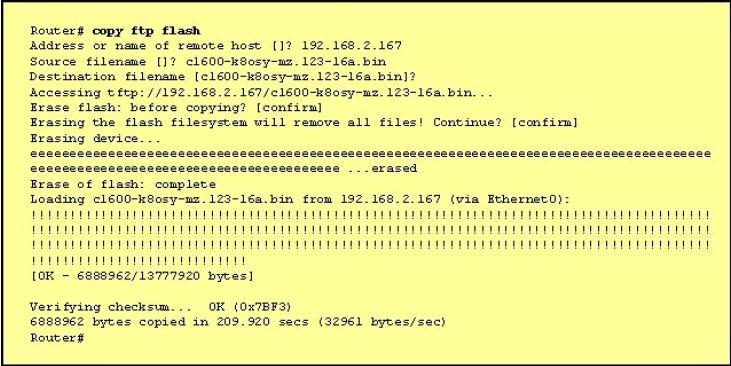 Router# copy ftp flash
Address or name of remote host []? 192.168.2.167
Source filename []? c1600-k8osy-mz.123-16a.bin
Destination filename [c1600-k8osy-mz.123-16a.bin]?
Accessing tftp://192.168.2.167/c1600-k8osy-mz.123-16a.bin...
Erase flash: before copying? [confirm]
Erasing the flash filesystem will remove all files! Continue? [confirm]
Erasing device...
eeeeeeeeeeeeeeeeeeeeeeeeeeeeeeeeeeeeeeeeeeeeeeeeeeeeeeeeeeeeeeeeeeeeeeeeeeeeeeeeeeeeeee
eeeeeeeeeeeeeeeeeeeeeeeeeeeeeeeeeeeeee ...erased
Erase of flash: complete
Loading c1600-k8osy-mz.123-16a.bin from 192.168.2.167 (via Ethernet0):
!!!!!!!!!!!!!!!!!!!!!!!!!!!!!!!!!!!!!!!!!!!!!!!!!!!!!!!!!!!!!!!!!!!!!!!!!!!!!!!!!!!
!!!!!!!!!!!!!!!!!!!!!!!!!!!!!!!!!!!!!!!!!!!!!!!!!!!!!!!!!!!!!!!!!!!!!!!!!!!!!!!!!!!
!!!!!!!!!!!!!!!!!!!!!!!!!!!!!!!!!!!!!!!!!!!!!!!!!!!!!!!!!!!!!!!!!!!!!!!!!!!!!!!!!!!
!!!!!!!!!!!!!!!!!!!!!!!!!!
[OK - 6888962/13777920 bytes]
Verifying checksum... OK (0x7BF3)
6888962 bytes copied in 209.920 secs (32961 bytes/sec)
Router#